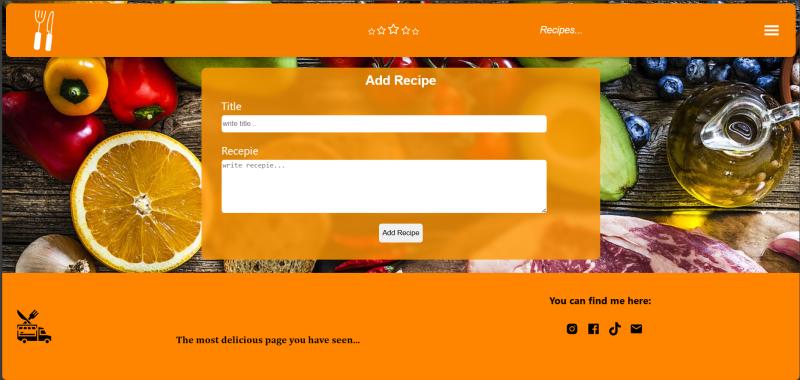 Recipes...
Add Recipe
Title
write title...
Recepie
write recepie...
Add Recipe
You can find me here:
The most delicious page you have seen...